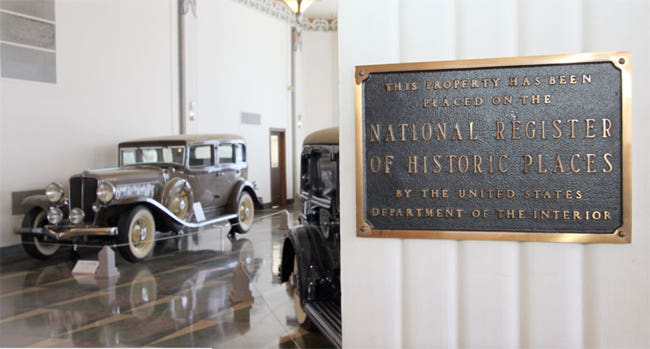 THIS PROPERTY HAS BEEN
PLACED ON THE
NATIONAL REGISTER
OF HISTORIC PLACES
BY THE UNITED STATES
DEPARTMENT OF THE INTERIOR